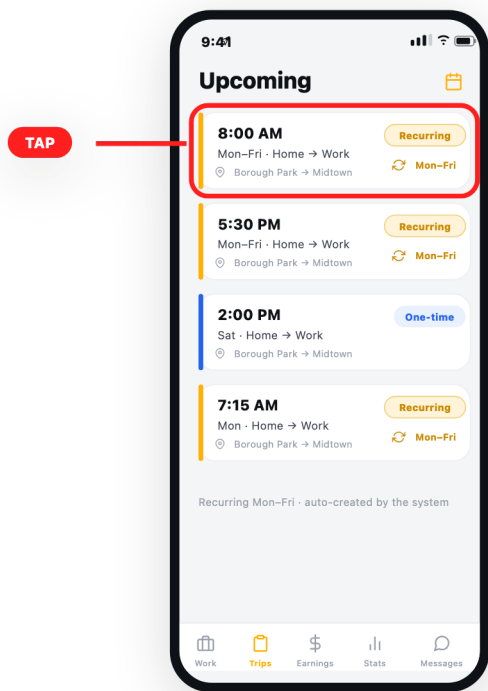 9:41
Upcoming
TAP
8:00 AM
Recurring
Mon–Fri · Home → Work
Mon–Fri
Borough Park → Midtown
5:30 PM
Recurring
Mon–Fri · Home → Work
Mon–Fri
Borough Park → Midtown
2:00 PM
One-time
Sat · Home → Work
Borough Park → Midtown
7:15 AM
Recurring
Mon · Home → Work
Mon–Fri
Borough Park → Midtown
Recurring Mon–Fri · auto-created by the system
Work Trips Earnings Stats Messages